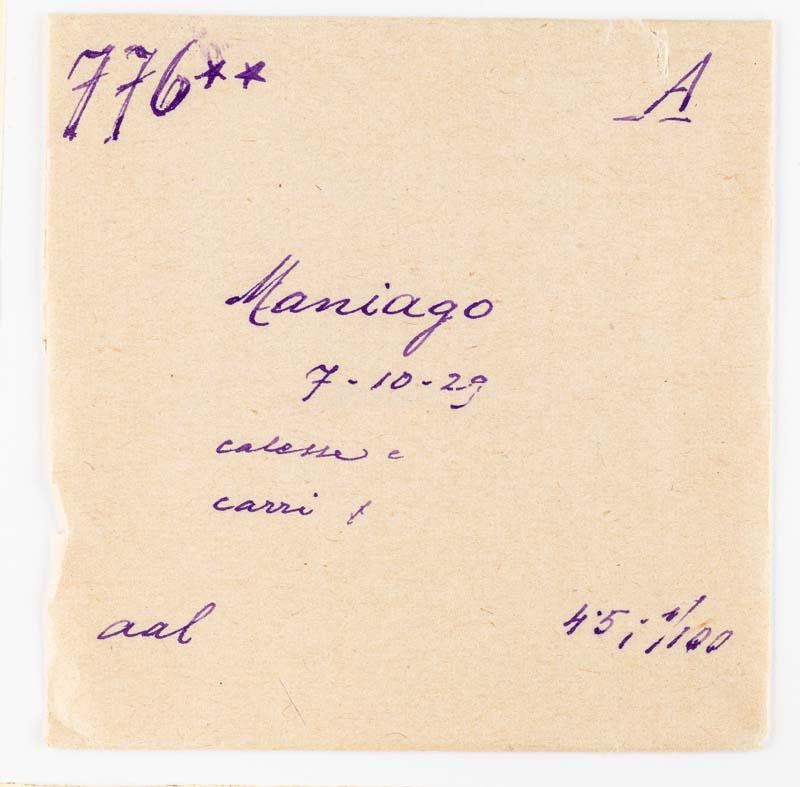 776**
A
Maniago
7-10-29
calesse e
carri
aal
4·5; 1/100